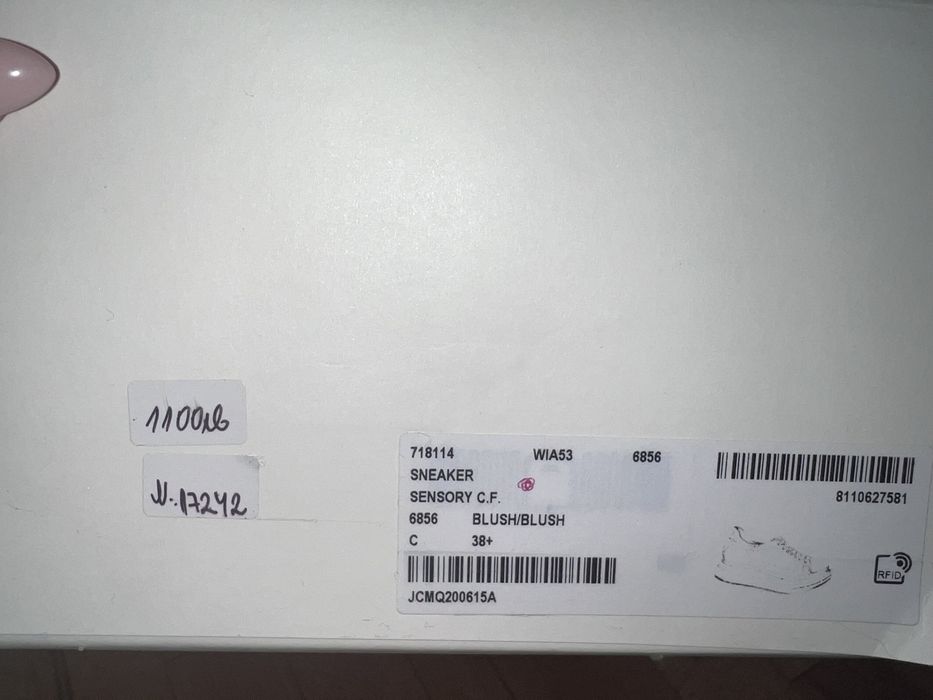 1100лв
N.:17242
718114 WIA53 6856
SNEAKER
SENSORY C.F.
6856 BLUSH/BLUSH
C 38+
JCMQ200615A
8110627581
RFID